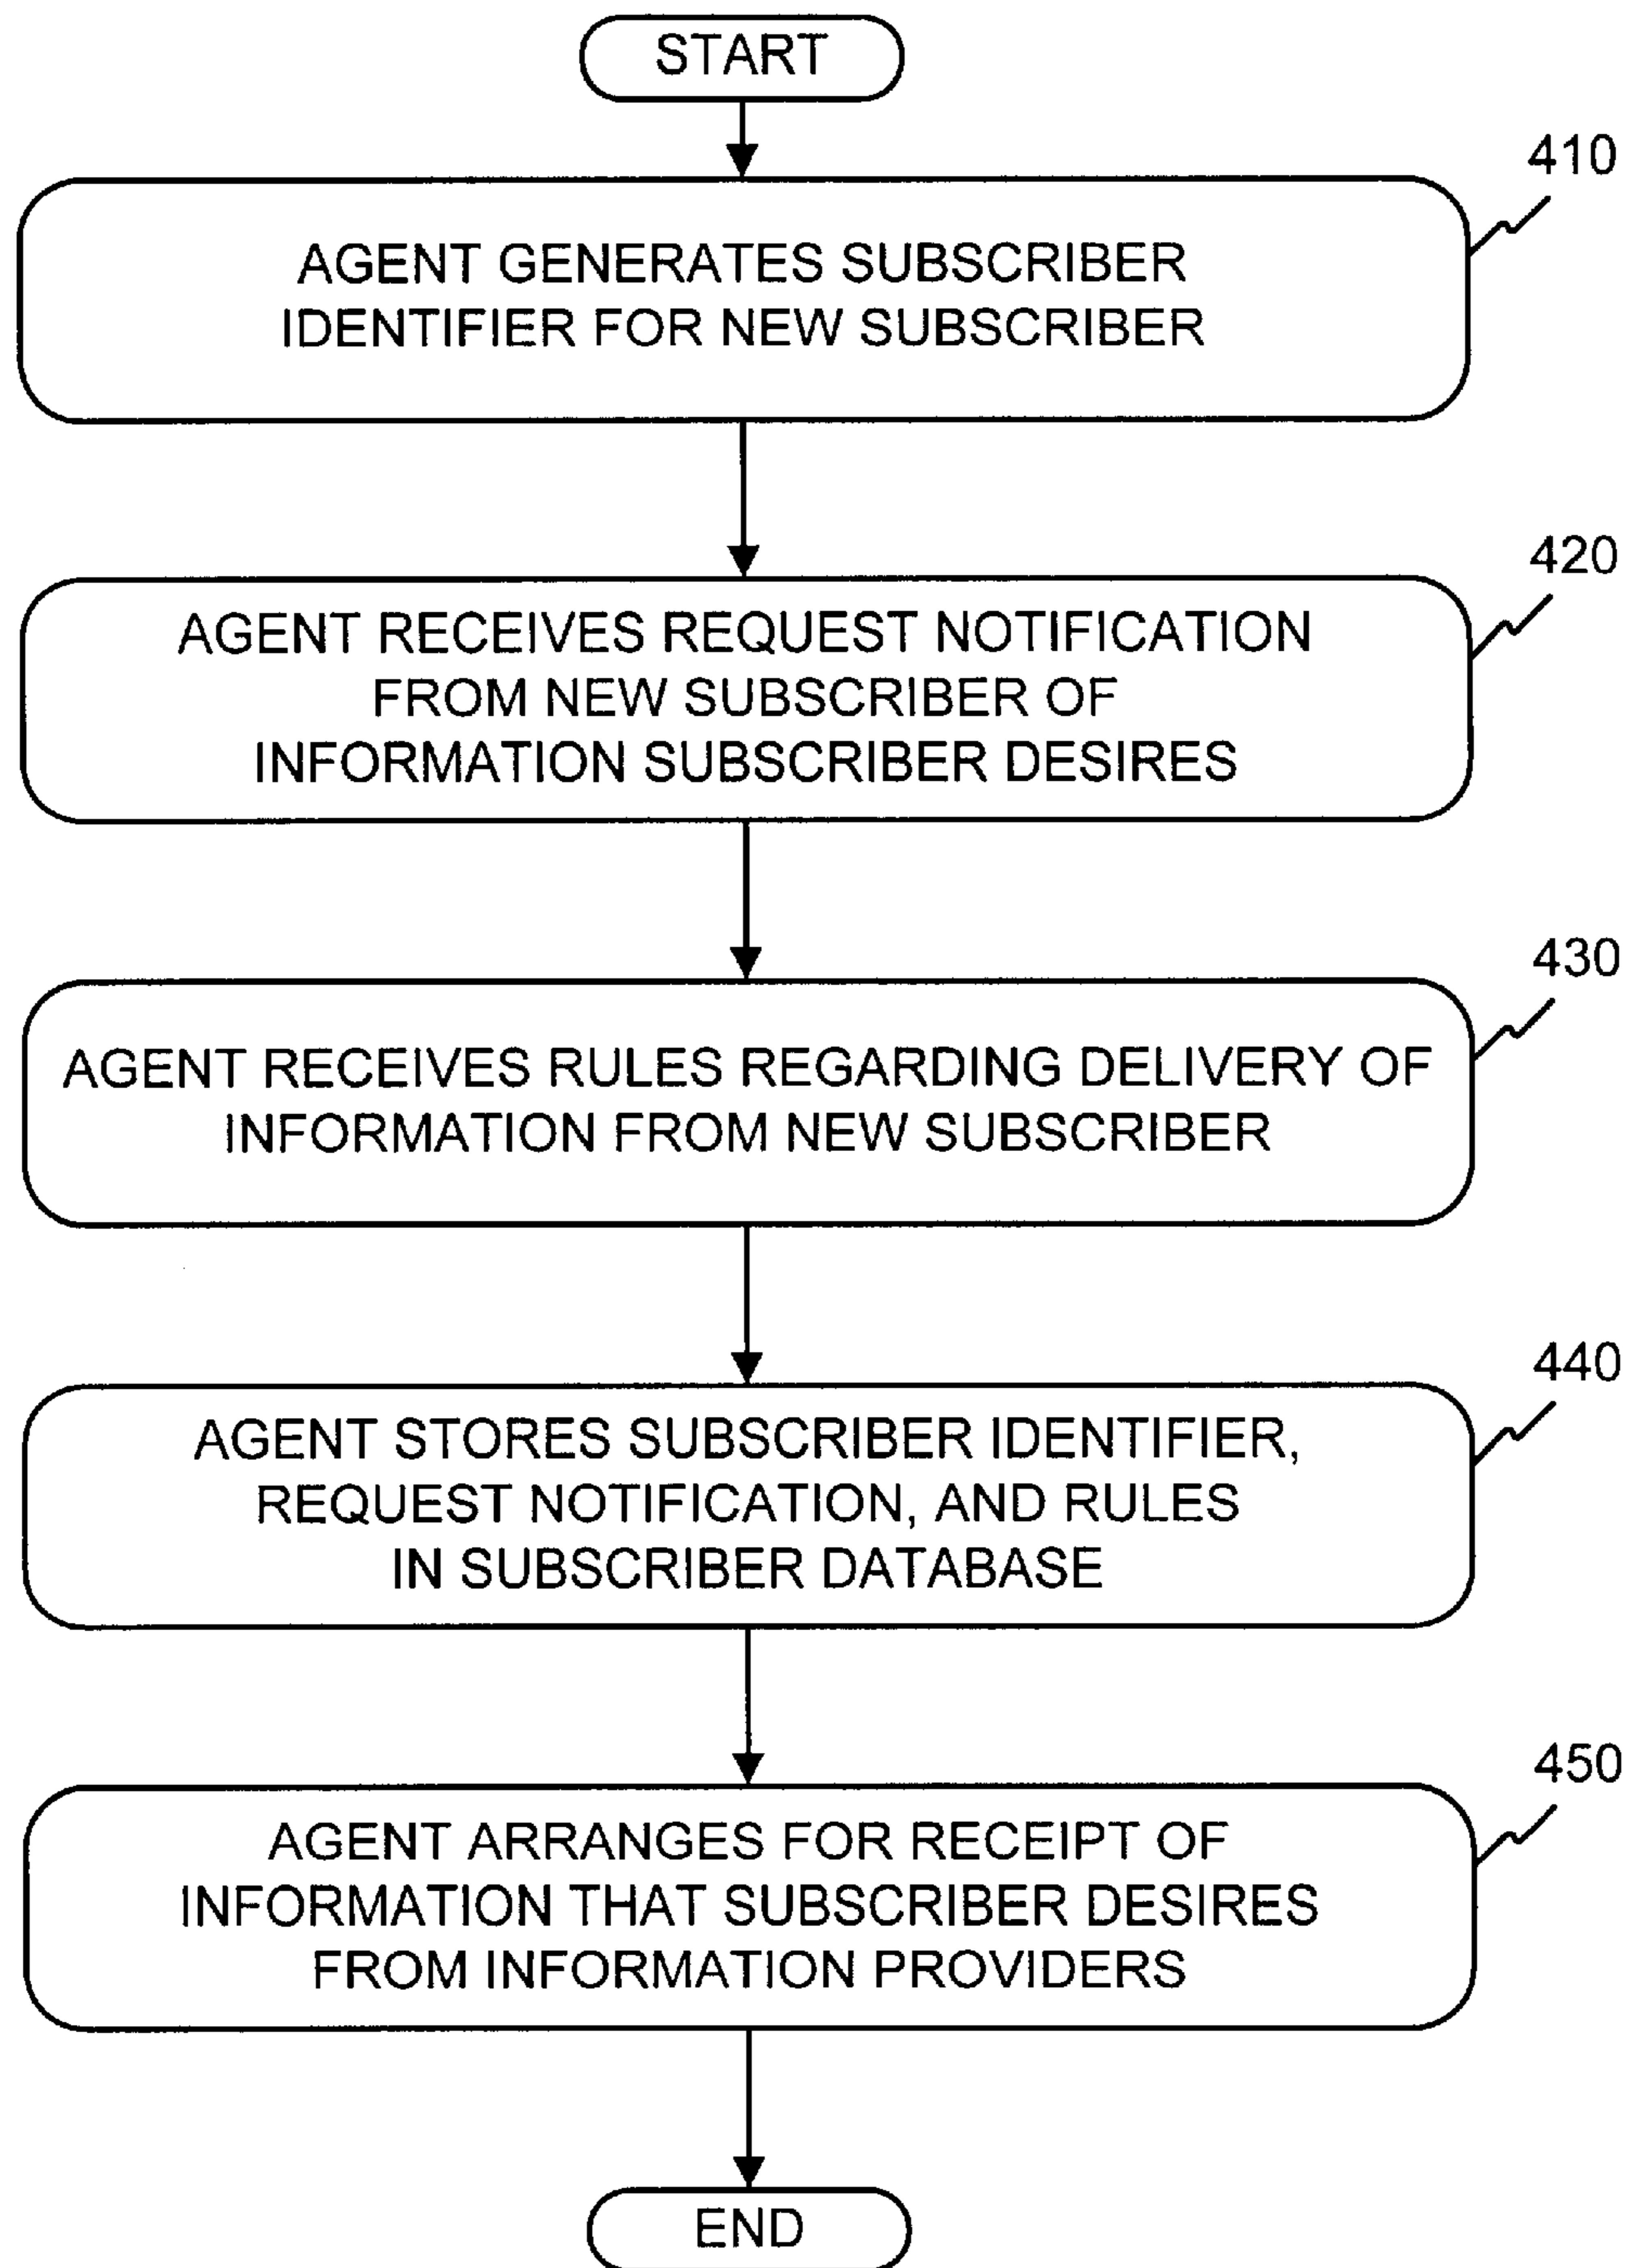 START
410
AGENT GENERATES SUBSCRIBER
IDENTIFIER FOR NEW SUBSCRIBER
420
AGENT RECEIVES REQUEST NOTIFICATION
FROM NEW SUBSCRIBER OF
INFORMATION SUBSCRIBER DESIRES
430
AGENT RECEIVES RULES REGARDING DELIVERY OF
INFORMATION FROM NEW SUBSCRIBER
440
AGENT STORES SUBSCRIBER IDENTIFIER,
REQUEST NOTIFICATION, AND RULES
IN SUBSCRIBER DATABASE
450
AGENT ARRANGES FOR RECEIPT OF
INFORMATION THAT SUBSCRIBER DESIRES
FROM INFORMATION PROVIDERS
END